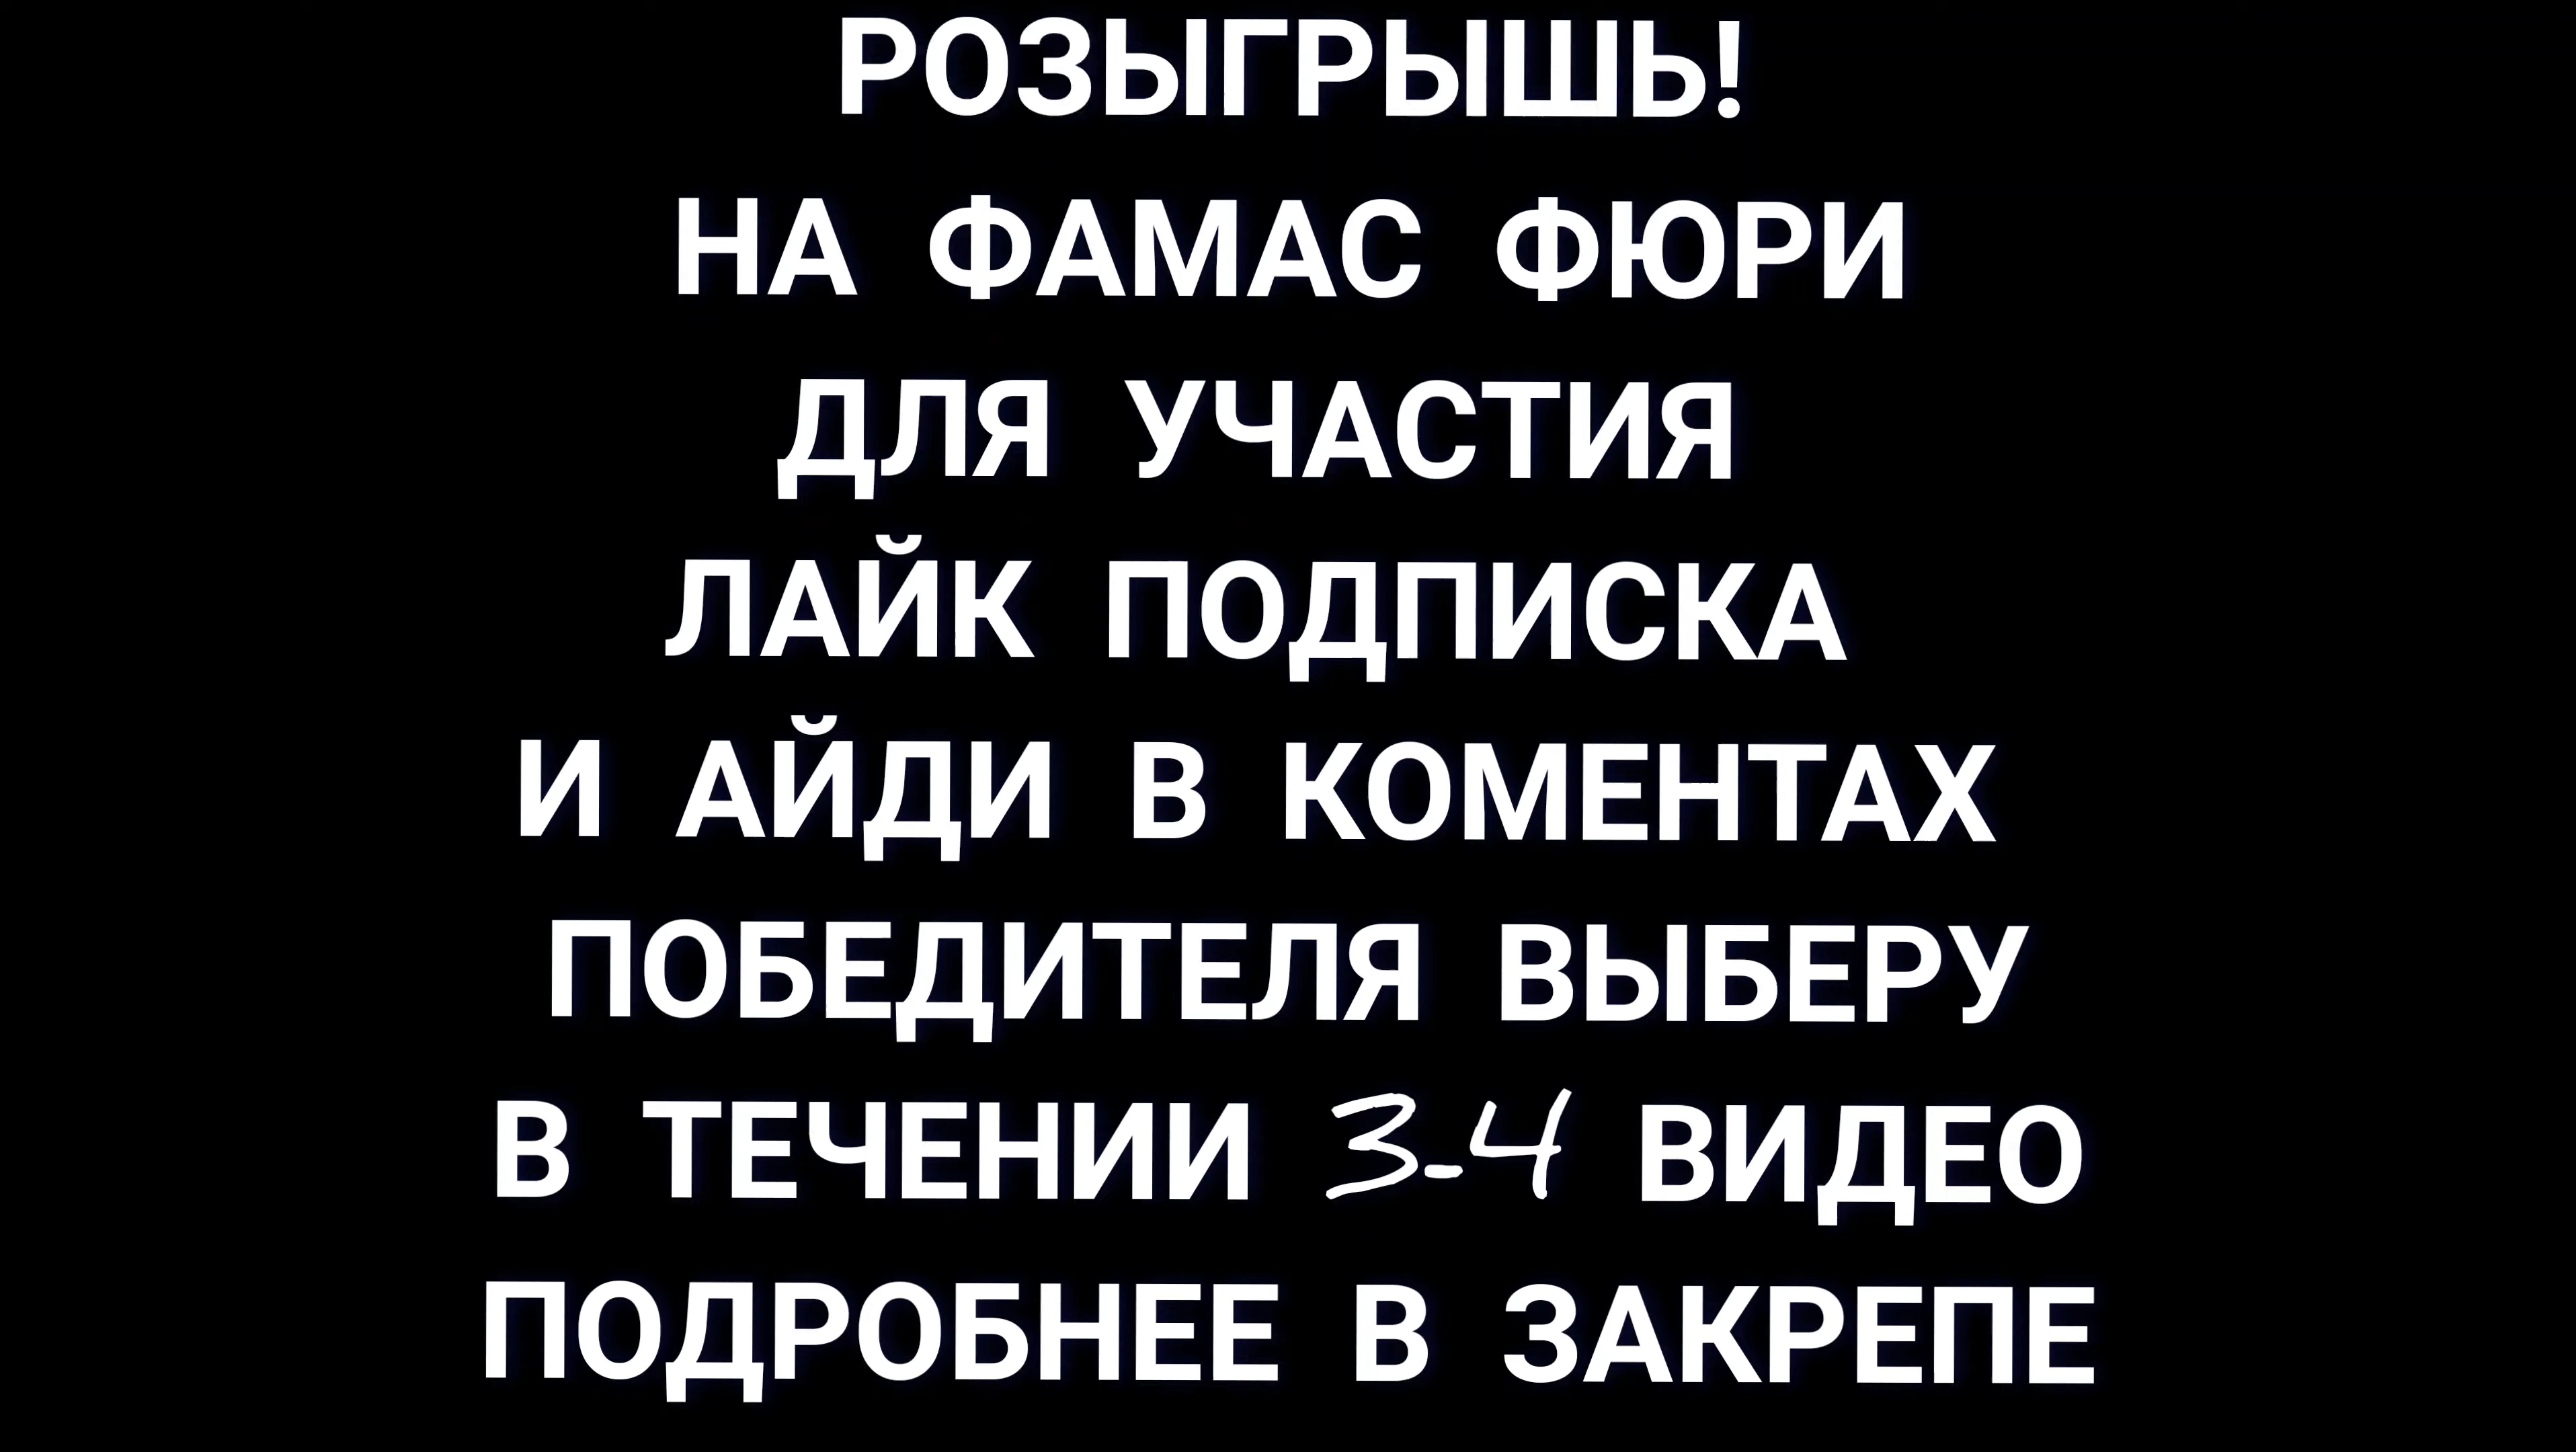 РОЗЫГРЫШЬ!
НА ФАМАС ФЮРИ
ДЛЯ УЧАСТИЯ
ЛАЙК ПОДПИСКА
И АЙДИ В КОМЕНТАХ
ПОБЕДИТЕЛЯ ВЫБЕРУ
В ТЕЧЕНИИ 3-4 ВИДЕО
ПОДРОБНЕЕ В ЗАКРЕПЕ